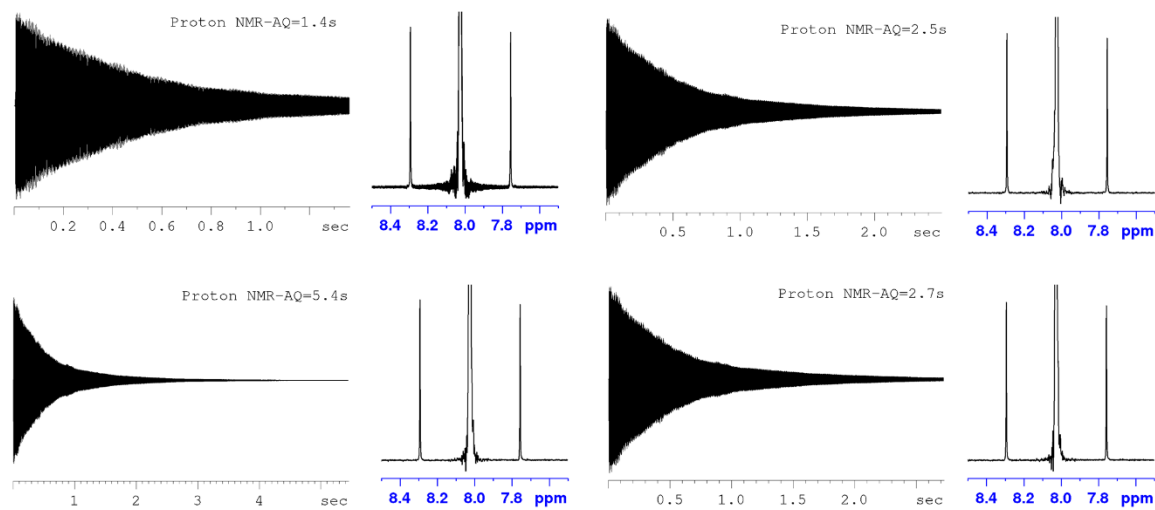 Proton NMR-AQ=1.4s
0.2 0.4 0.6 0.8 1.0 sec
8.4 8.2 8.0 7.8 ppm
Proton NMR-AQ=2.5s
0.5 1.0 1.5 2.0 sec
8.4 8.2 8.0 7.8 ppm
Proton NMR-AQ=5.4s
1 2 3 4 sec
8.4 8.2 8.0 7.8 ppm
Proton NMR-AQ=2.7s
0.5 1.0 1.5 2.0 sec
8.4 8.2 8.0 7.8 ppm